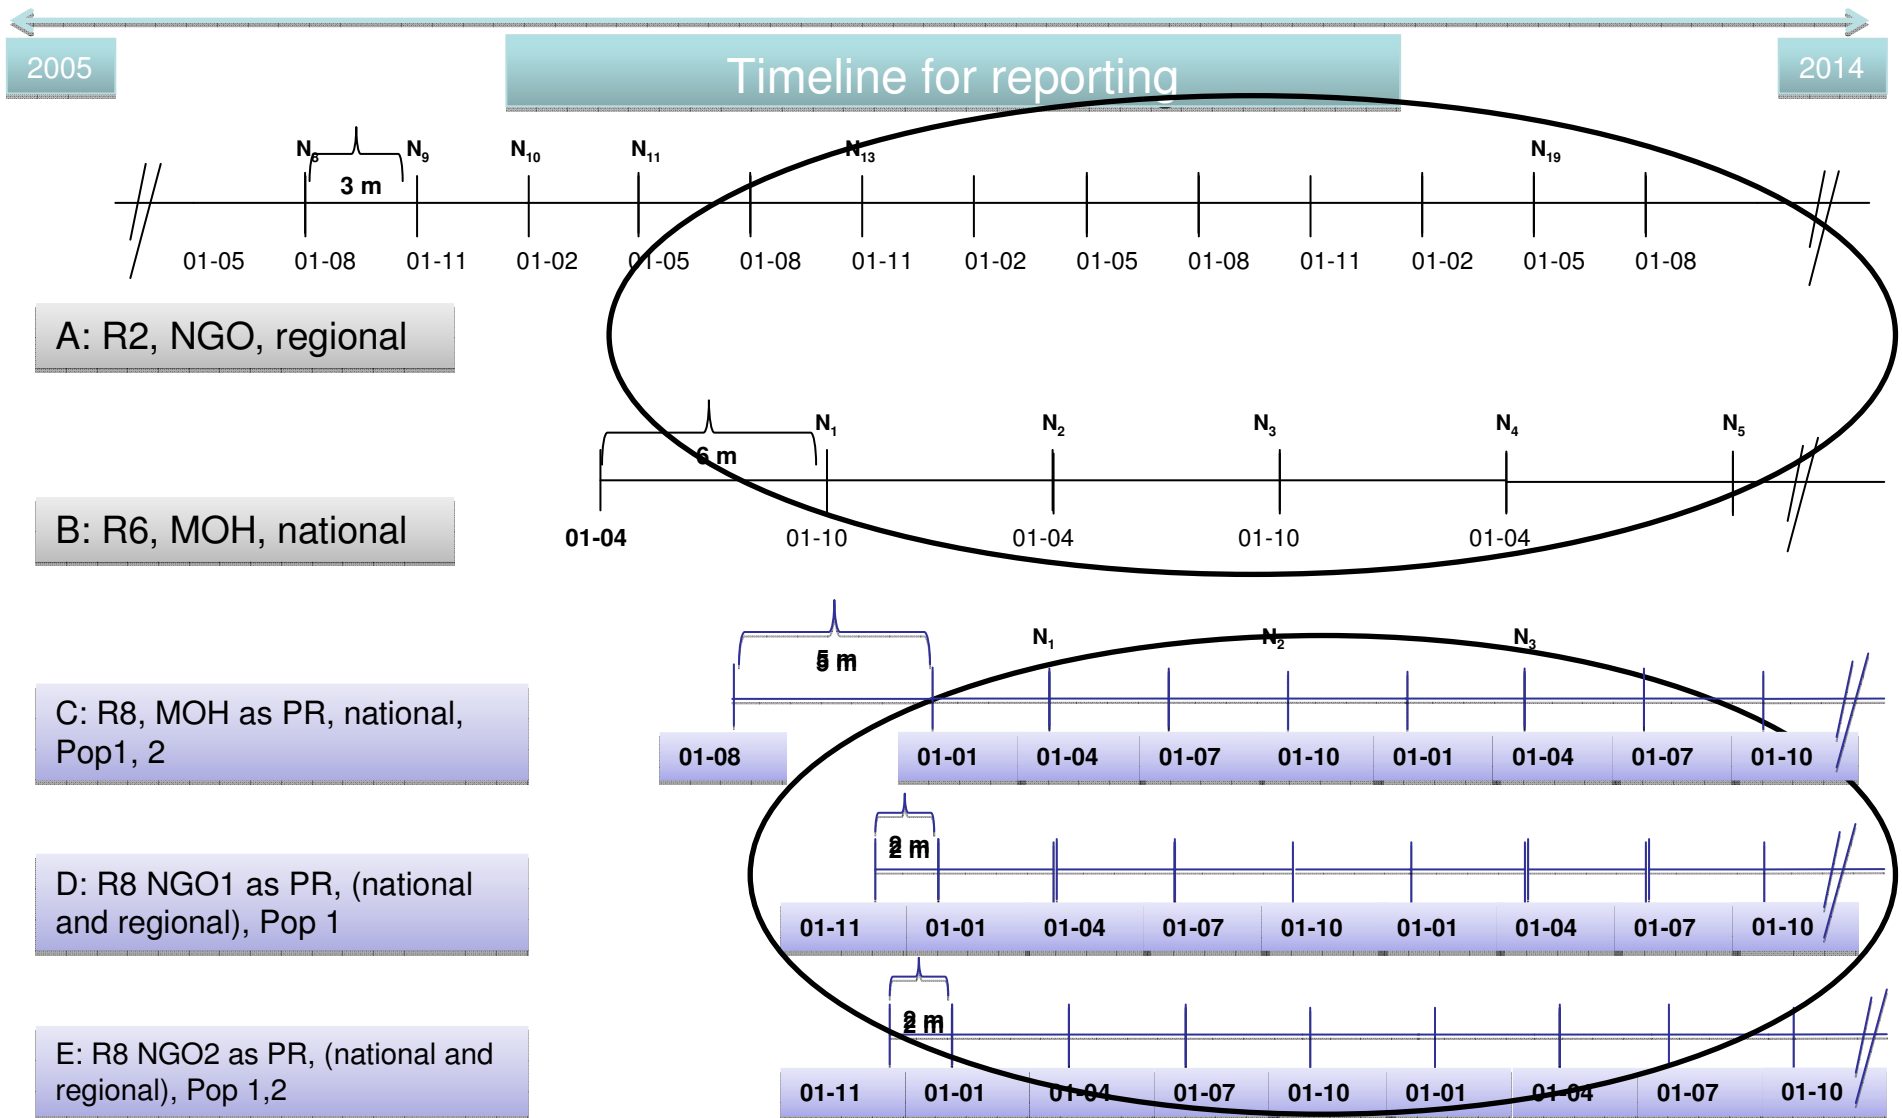 2005
Timeline for reporting
2014
N8 N9 N10 N11 N13 N19
3 m
01-05 01-08 01-11 01-02 01-05 01-08 01-11 01-02 01-05 01-08 01-11 01-02 01-05 01-08
A: R2, NGO, regional
N1 N2 N3 N4 N5
6 m
B: R6, MOH, national
01-04 01-10 01-04 01-10 01-04
N1 N2 N3
5 m
C: R8, MOH as PR, national,
Pop1, 2
01-08 01-01 01-04 01-07 01-10 01-01 01-04 01-07 01-10
2 m
D: R8 NGO1 as PR, (national
and regional), Pop 1
01-11 01-01 01-04 01-07 01-10 01-01 01-04 01-07 01-10
2 m
E: R8 NGO2 as PR, (national and
regional), Pop 1,2
01-11 01-01 01-04 01-07 01-10 01-01 01-04 01-07 01-10